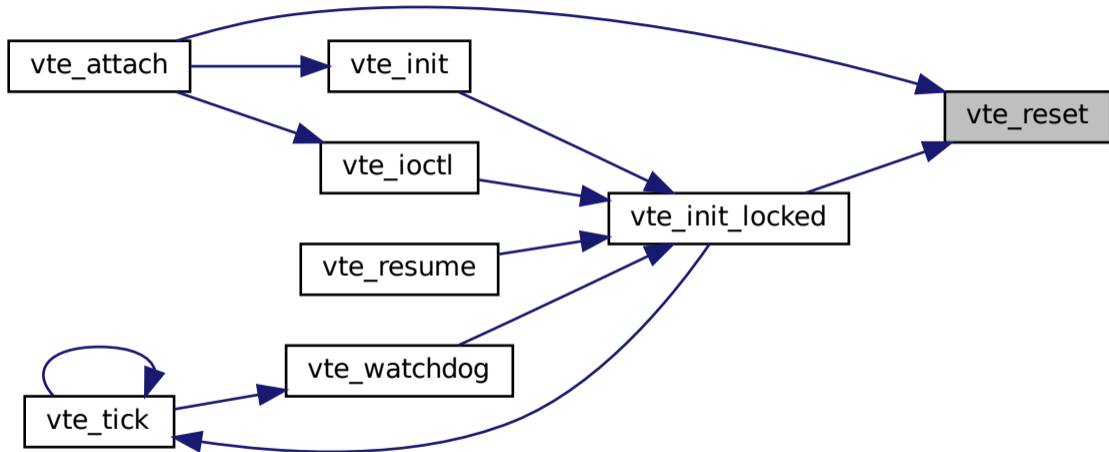 vte_attach
vte_init
vte_reset
vte_ioctl
vte_init_locked
vte_resume
vte_watchdog
vte_tick